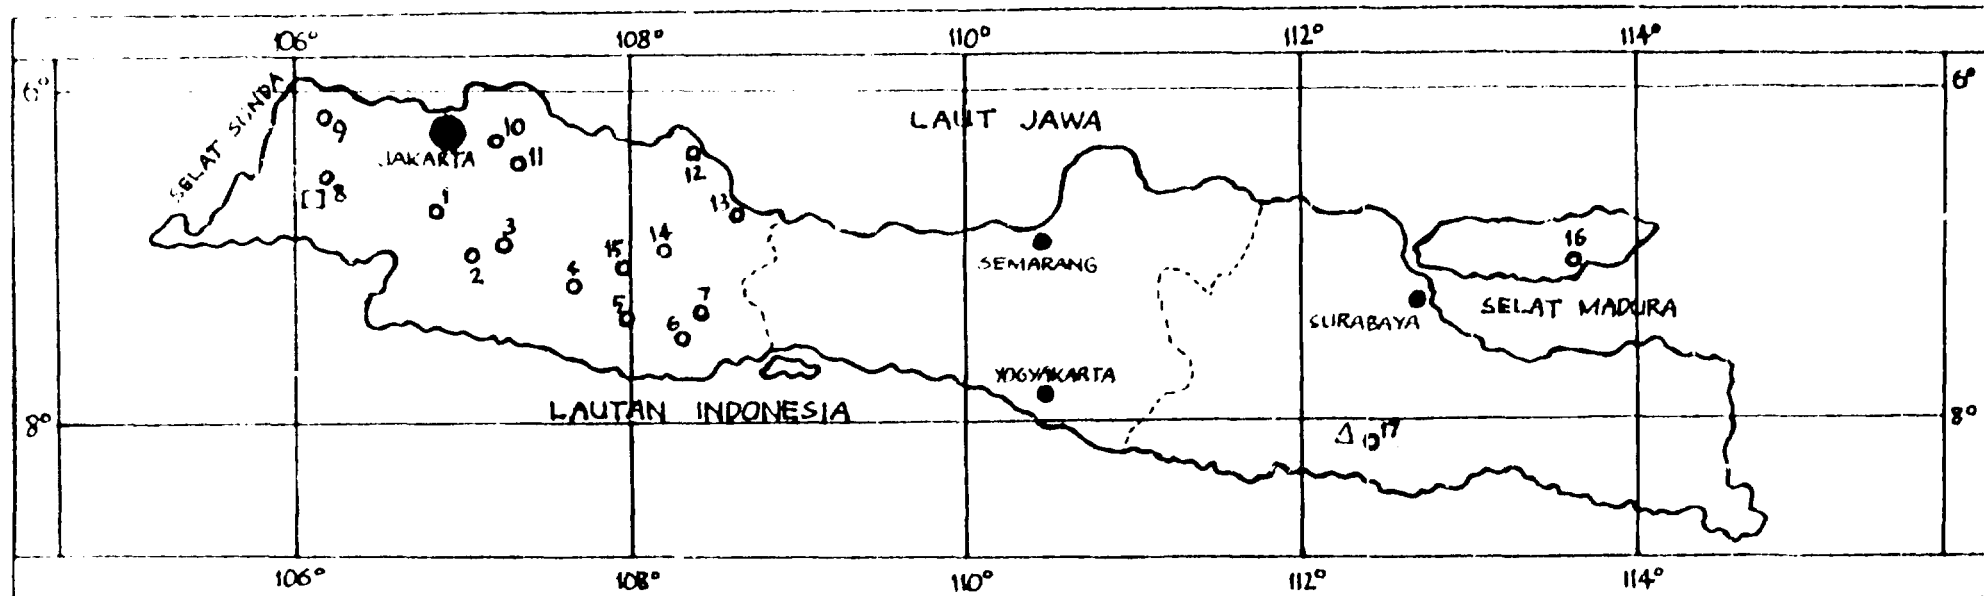 106° 108° 110° 112° 114°
6° 6°
SELAT SUNDA
LAUT JAWA
9
10
JAKARTA
11
12
[ ] 8
1
13
3
14
15
16
2
4
SEMARANG
5
7
6
SURABAYA
SELAT MADURA
YOGYAKARTA
LAUTAN INDONESIA
8° 8°
17
106° 108° 110° 112° 114°